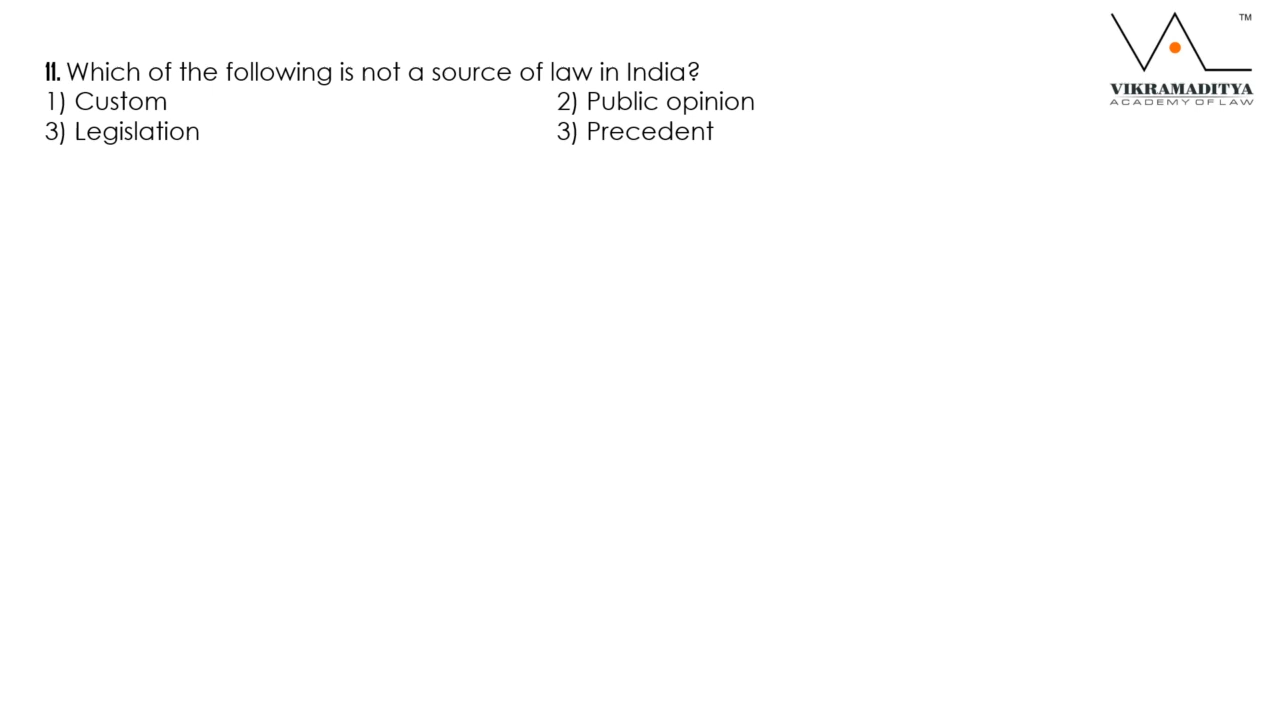 TM
VIKRAMADITYA
ACADEMY OF LAW
11. Which of the following is not a source of law in India?
1) Custom 2) Public opinion
3) Legislation 3) Precedent